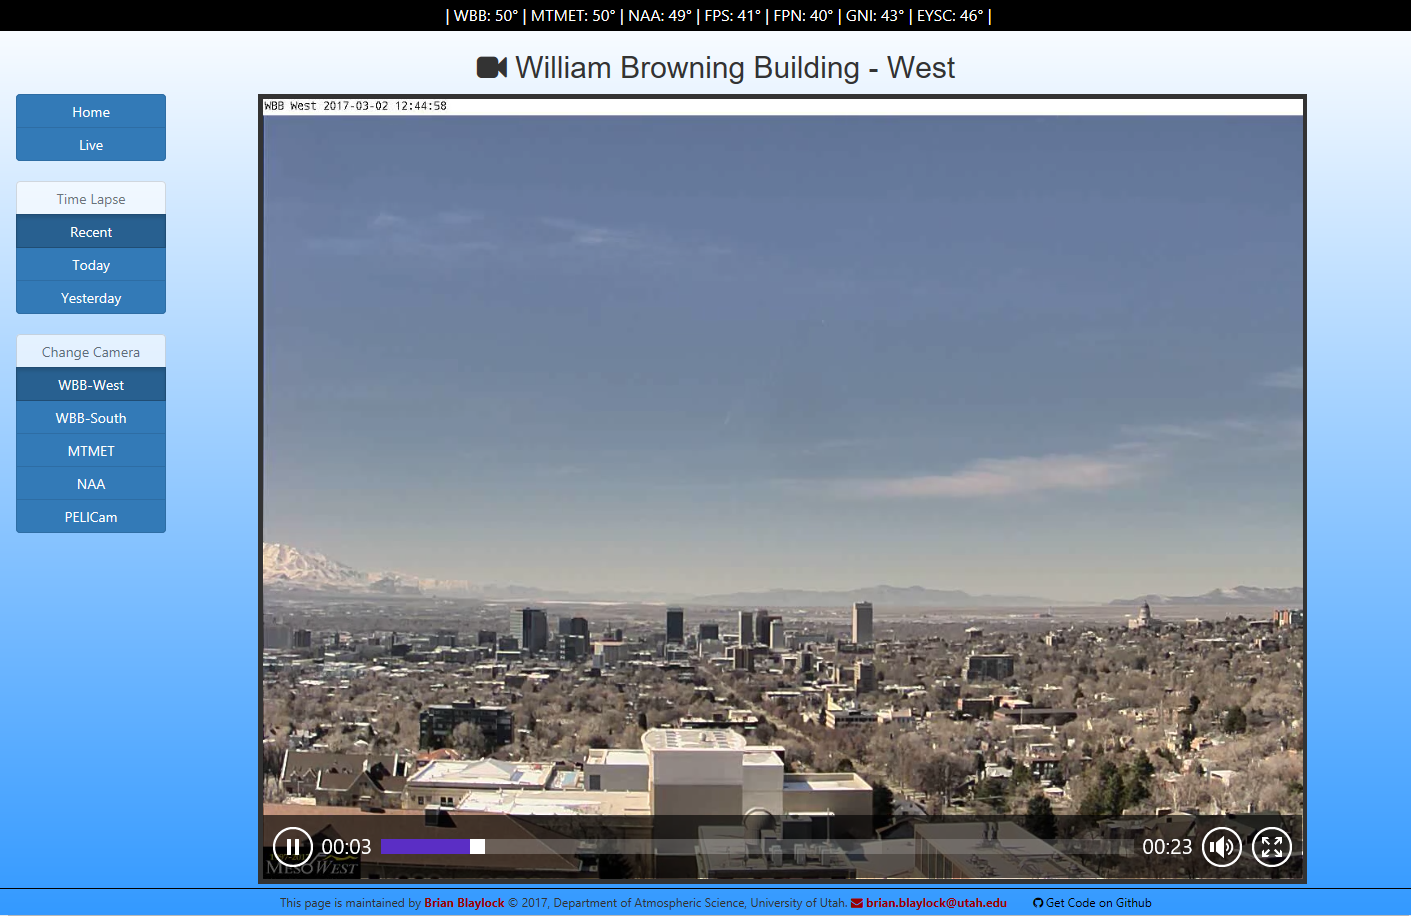 | WBB: 50° | MTMET: 50° | NAA: 49° | FPS: 41° | FPN: 40° | GNI: 43° | EYSC: 46° |
William Browning Building - West
Home
Live
Time Lapse
Recent
Today
Yesterday
Change Camera
WBB-West
WBB-South
MTMET
NAA
PELICam
WBB West 2017-03-02 12:44:58
00:03
00:23
MESOWEST
This page is maintained by Brian Blaylock © 2017, Department of Atmospheric Science, University of Utah. brian.blaylock@utah.edu Get Code on Github